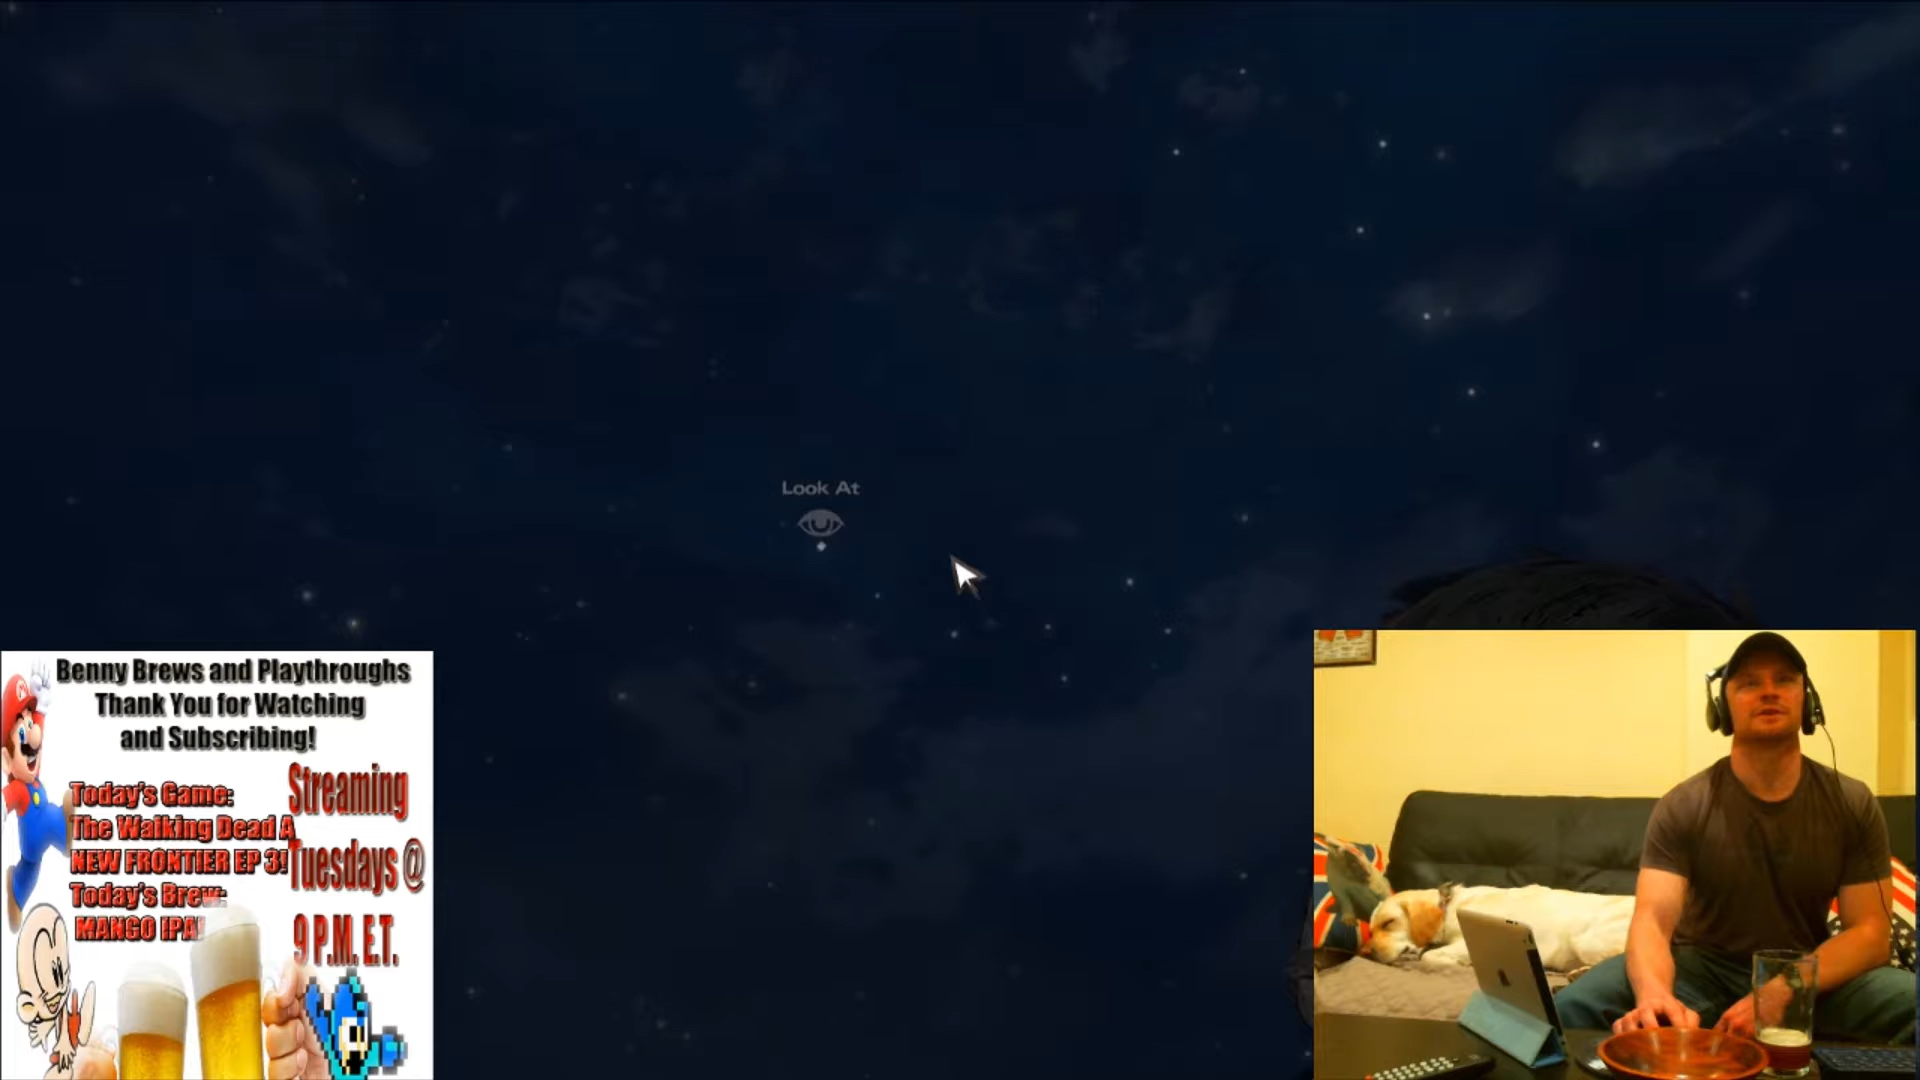 Look At
Benny Brews and Playthroughs
Thank You for Watching
and Subscribing!
Today's Game:
The Walking Dead A
NEW FRONTIER EP 3!
Today's Brew:
MANGO IPA!
Streaming
Tuesdays @
9 P.M. E.T.